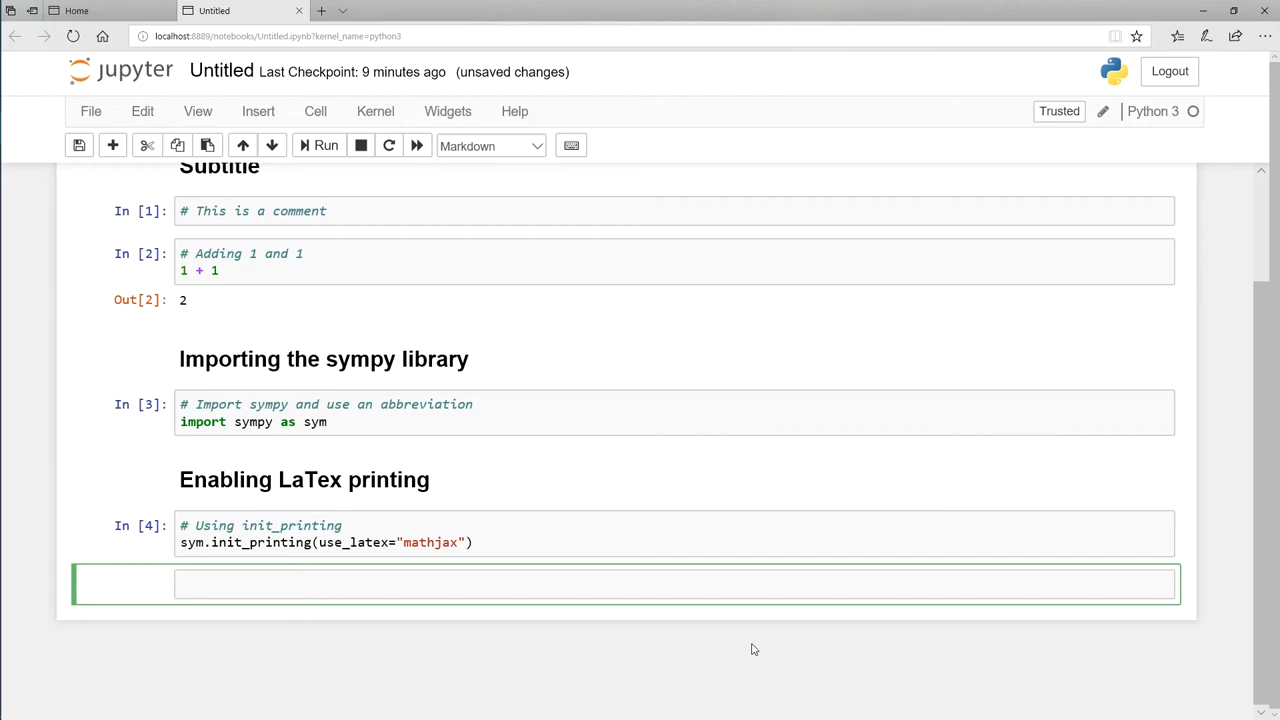 Home
Untitled
localhost:8889/notebooks/Untitled.ipynb?kernel_name=python3
jupyter Untitled Last Checkpoint: 9 minutes ago (unsaved changes)
Logout
File Edit View Insert Cell Kernel Widgets Help
Trusted
Python 3
Run
Markdown
Subtitle
In [1]: # This is a comment
In [2]: # Adding 1 and 1
1 + 1
Out[2]: 2
Importing the sympy library
In [3]: # Import sympy and use an abbreviation
import sympy as sym
Enabling LaTex printing
In [4]: # Using init_printing
sym.init_printing(use_latex="mathjax")